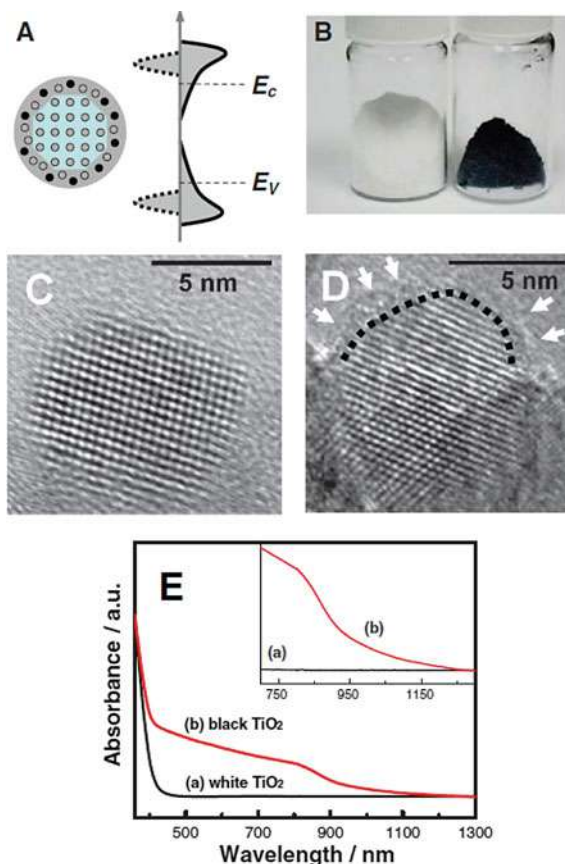 A
E_c
E_V
B
C
5 nm
D
5 nm
E
(a)
(b)
750 950 1150
(b) black TiO₂
(a) white TiO₂
Absorbance / a.u.
500 700 900 1100 1300
Wavelength / nm